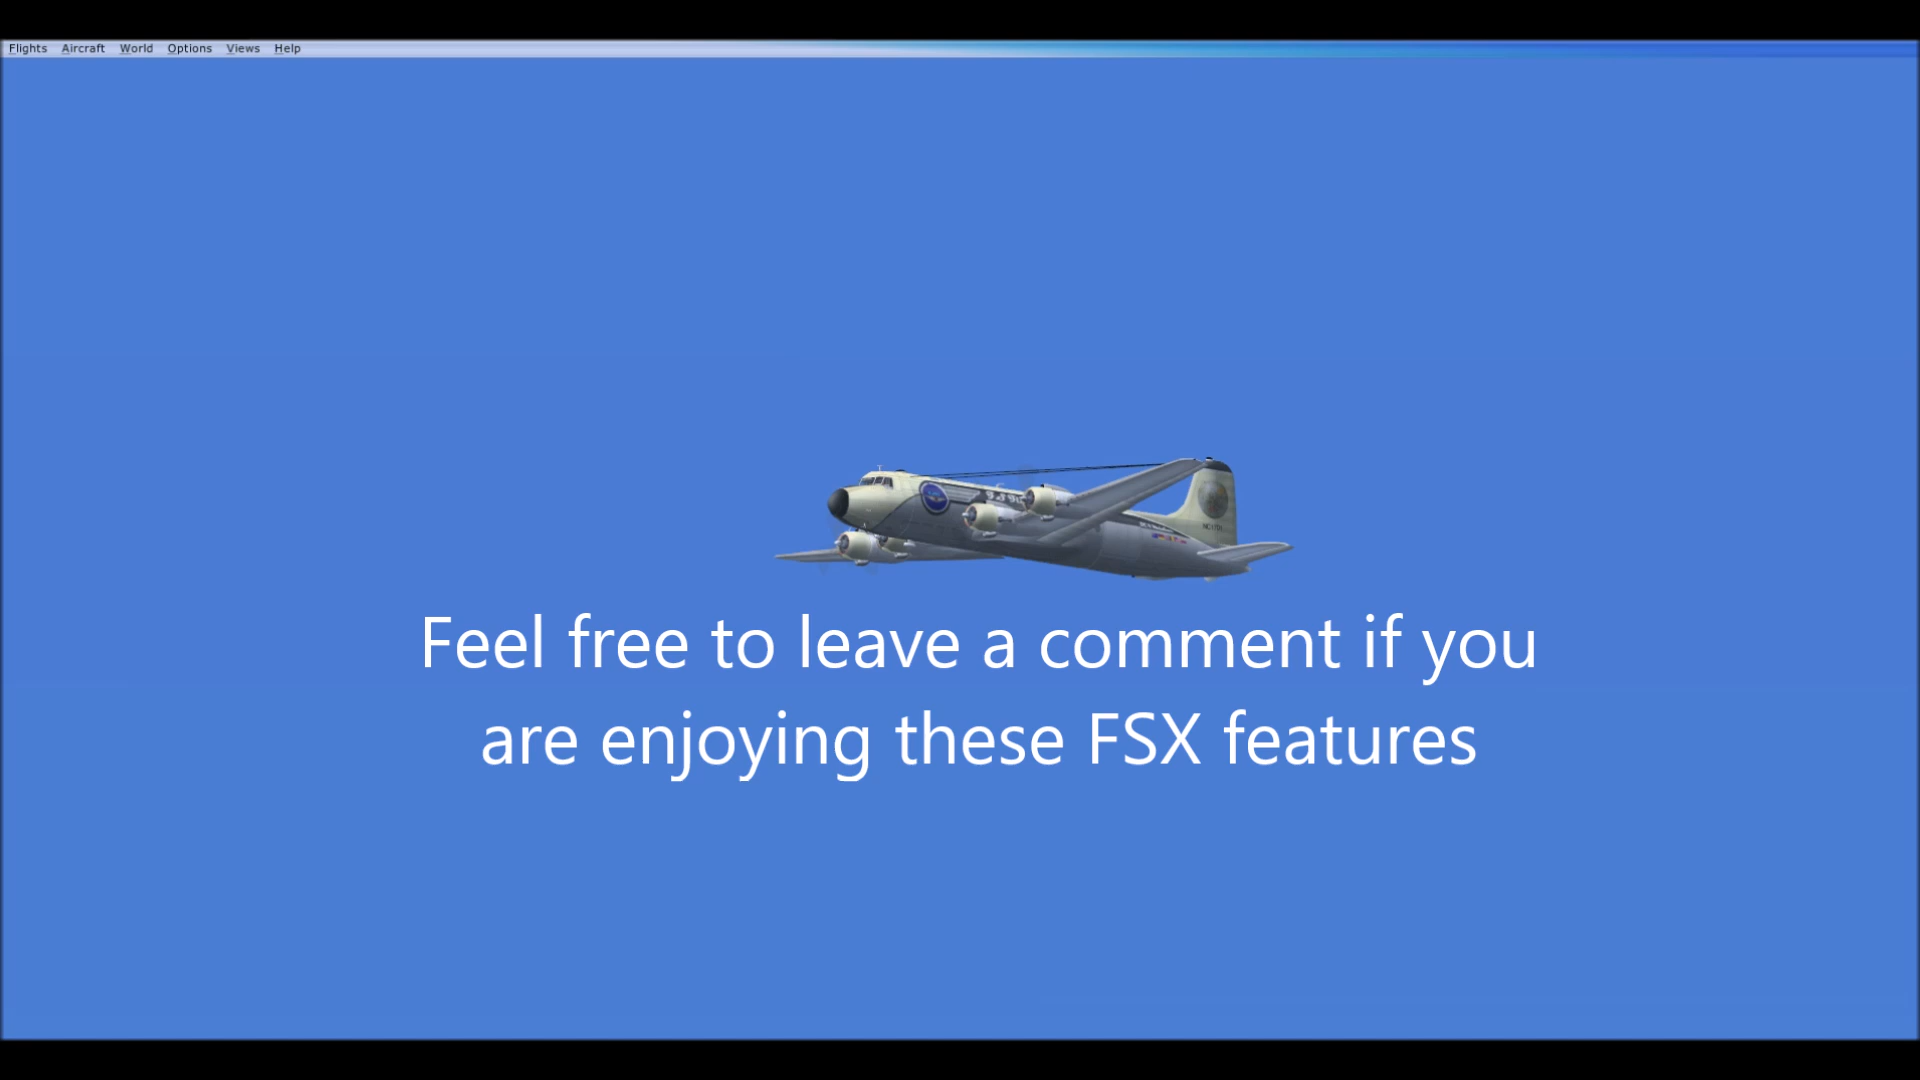 Flights Aircraft World Options Views Help
Feel free to leave a comment if you
are enjoying these FSX features